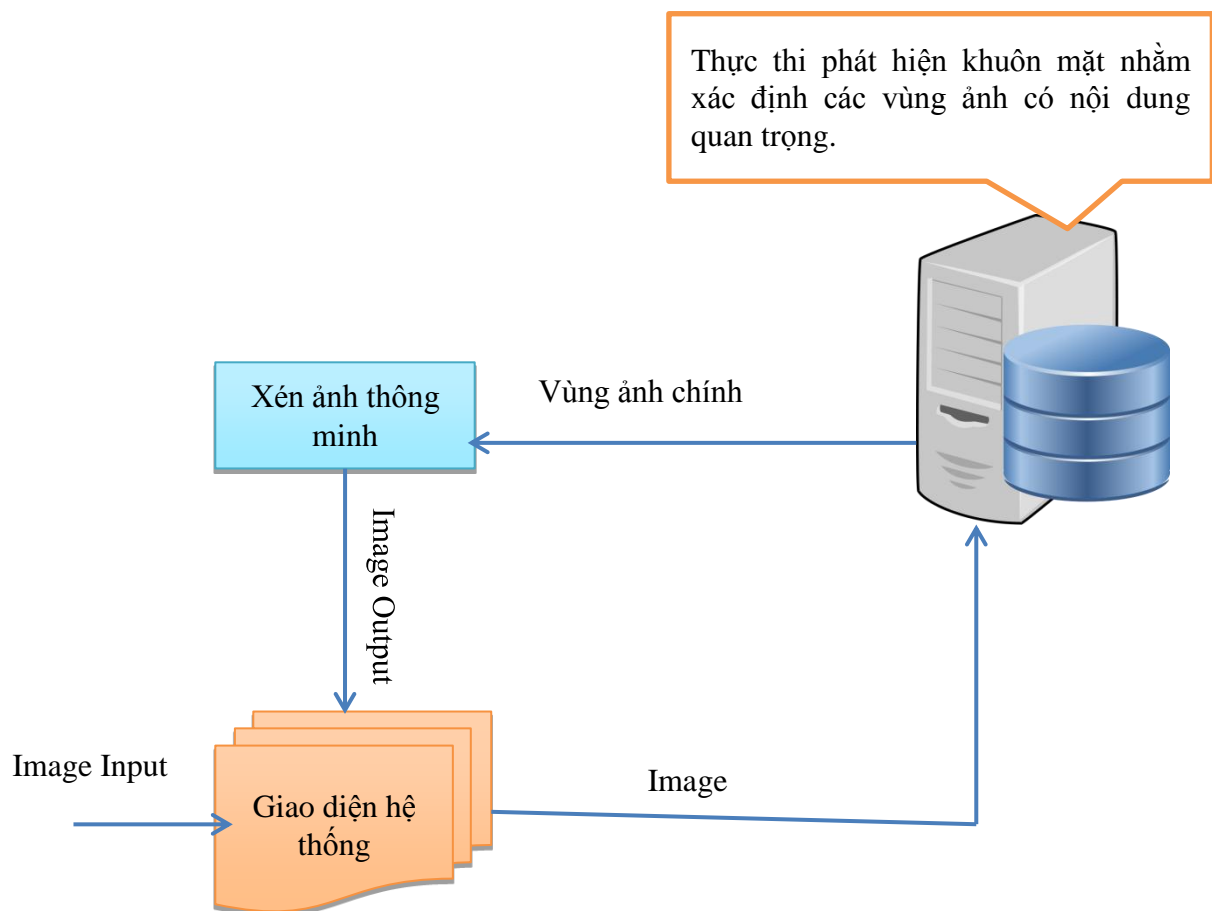 Thực thi phát hiện khuôn mặt nhằm
xác định các vùng ảnh có nội dung
quan trọng.
Xén ảnh thông
minh
Vùng ảnh chính
Image Output
Image Input
Giao diện hệ
thống
Image